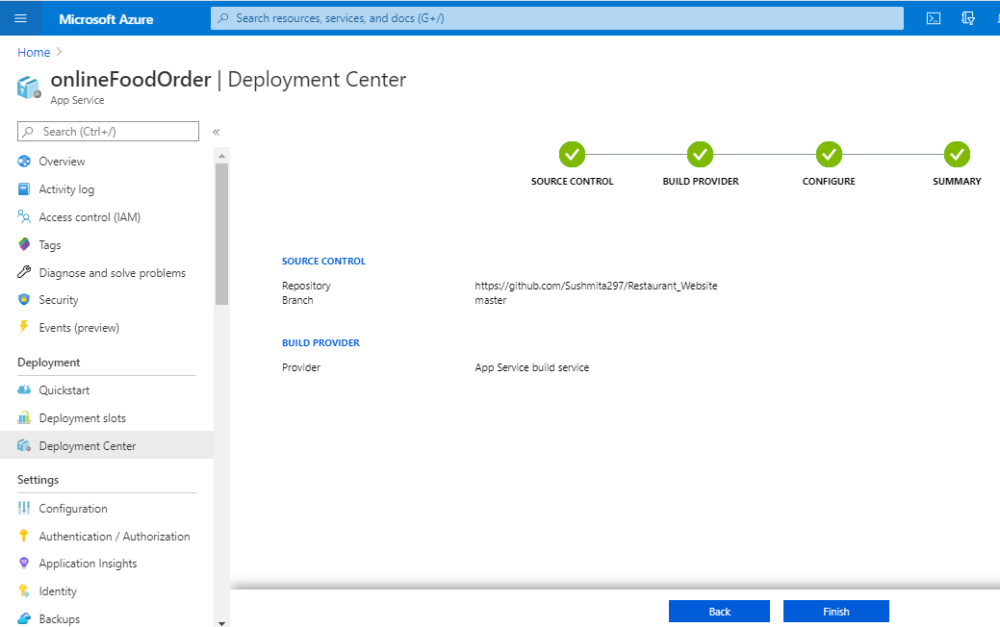 Microsoft Azure
Search resources, services, and docs (G+/)
Home
onlineFoodOrder | Deployment Center
App Service
Search (Ctrl+/)
Overview
Activity log
Access control (IAM)
Tags
Diagnose and solve problems
Security
Events (preview)
Deployment
Quickstart
Deployment slots
Deployment Center
Settings
Configuration
Authentication / Authorization
Application Insights
Identity
Backups
SOURCE CONTROL
BUILD PROVIDER
CONFIGURE
SUMMARY
SOURCE CONTROL
Repository https://github.com/Sushmita297/Restaurant_Website
Branch master
BUILD PROVIDER
Provider App Service build service
Back
Finish